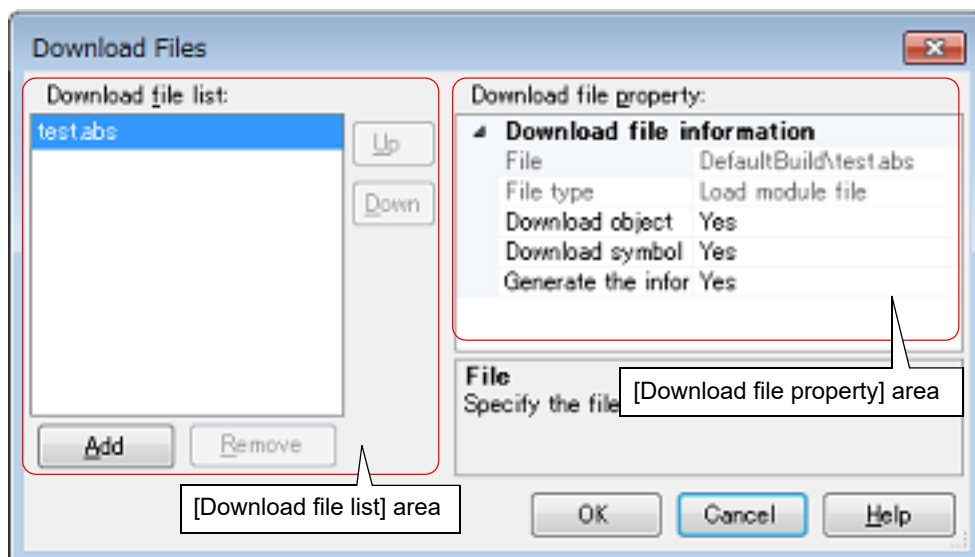 Download Files
Download file list:
test.abs
Up
Down
Add
Remove
[Download file list] area
Download file property:
Download file information
File DefaultBuild\test.abs
File type Load module file
Download object Yes
Download symbol Yes
Generate the infor Yes
File
Specify the file
[Download file property] area
OK
Cancel
Help